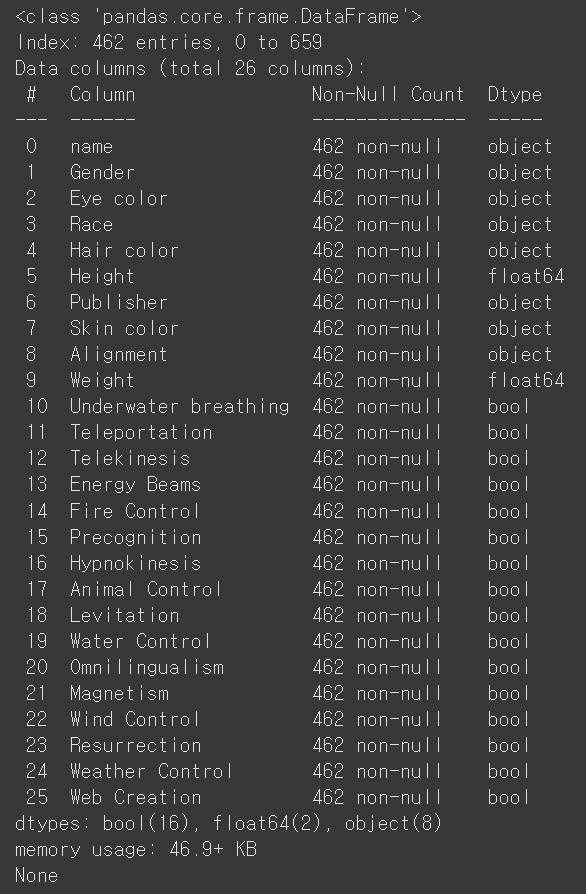 <class 'pandas.core.frame.DataFrame'>
Index: 462 entries, 0 to 659
Data columns (total 26 columns):
 #   Column                Non-Null Count  Dtype
---  ------                --------------  -----
 0   name                  462 non-null    object
 1   Gender                462 non-null    object
 2   Eye color             462 non-null    object
 3   Race                  462 non-null    object
 4   Hair color            462 non-null    object
 5   Height                462 non-null    float64
 6   Publisher             462 non-null    object
 7   Skin color            462 non-null    object
 8   Alignment             462 non-null    object
 9   Weight                462 non-null    float64
 10  Underwater breathing  462 non-null    bool
 11  Teleportation         462 non-null    bool
 12  Telekinesis           462 non-null    bool
 13  Energy Beams          462 non-null    bool
 14  Fire Control          462 non-null    bool
 15  Precognition          462 non-null    bool
 16  Hypnokinesis          462 non-null    bool
 17  Animal Control        462 non-null    bool
 18  Levitation            462 non-null    bool
 19  Water Control         462 non-null    bool
 20  Omnilingualism        462 non-null    bool
 21  Magnetism             462 non-null    bool
 22  Wind Control          462 non-null    bool
 23  Resurrection          462 non-null    bool
 24  Weather Control       462 non-null    bool
 25  Web Creation          462 non-null    bool
dtypes: bool(16), float64(2), object(8)
memory usage: 46.9+ KB
None